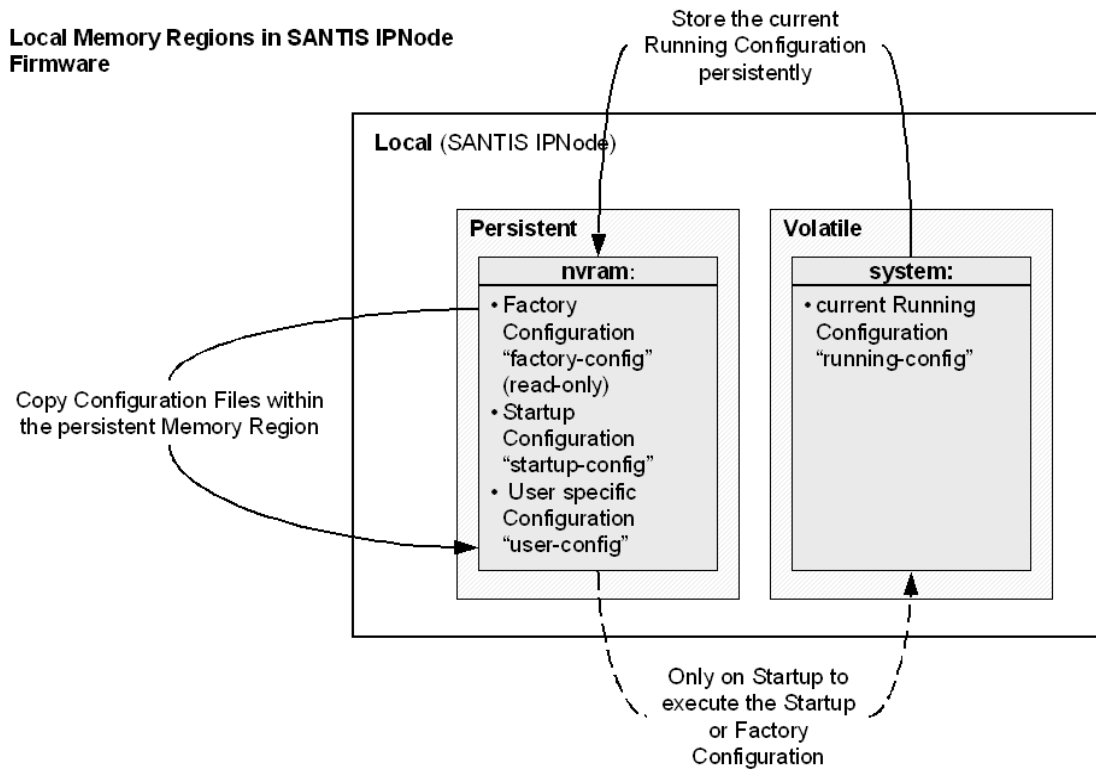 Local Memory Regions in SANTIS IPNode
Firmware
Store the current
Running Configuration
persistently
Local (SANTIS IPNode)
Persistent
nvram:
• Factory
Configuration
“factory-config”
(read-only)
• Startup
Configuration
“startup-config”
• User specific
Configuration
“user-config”
Volatile
system:
• current Running
Configuration
“running-config”
Copy Configuration Files within
the persistent Memory Region
Only on Startup to
execute the Startup
or Factory
Configuration